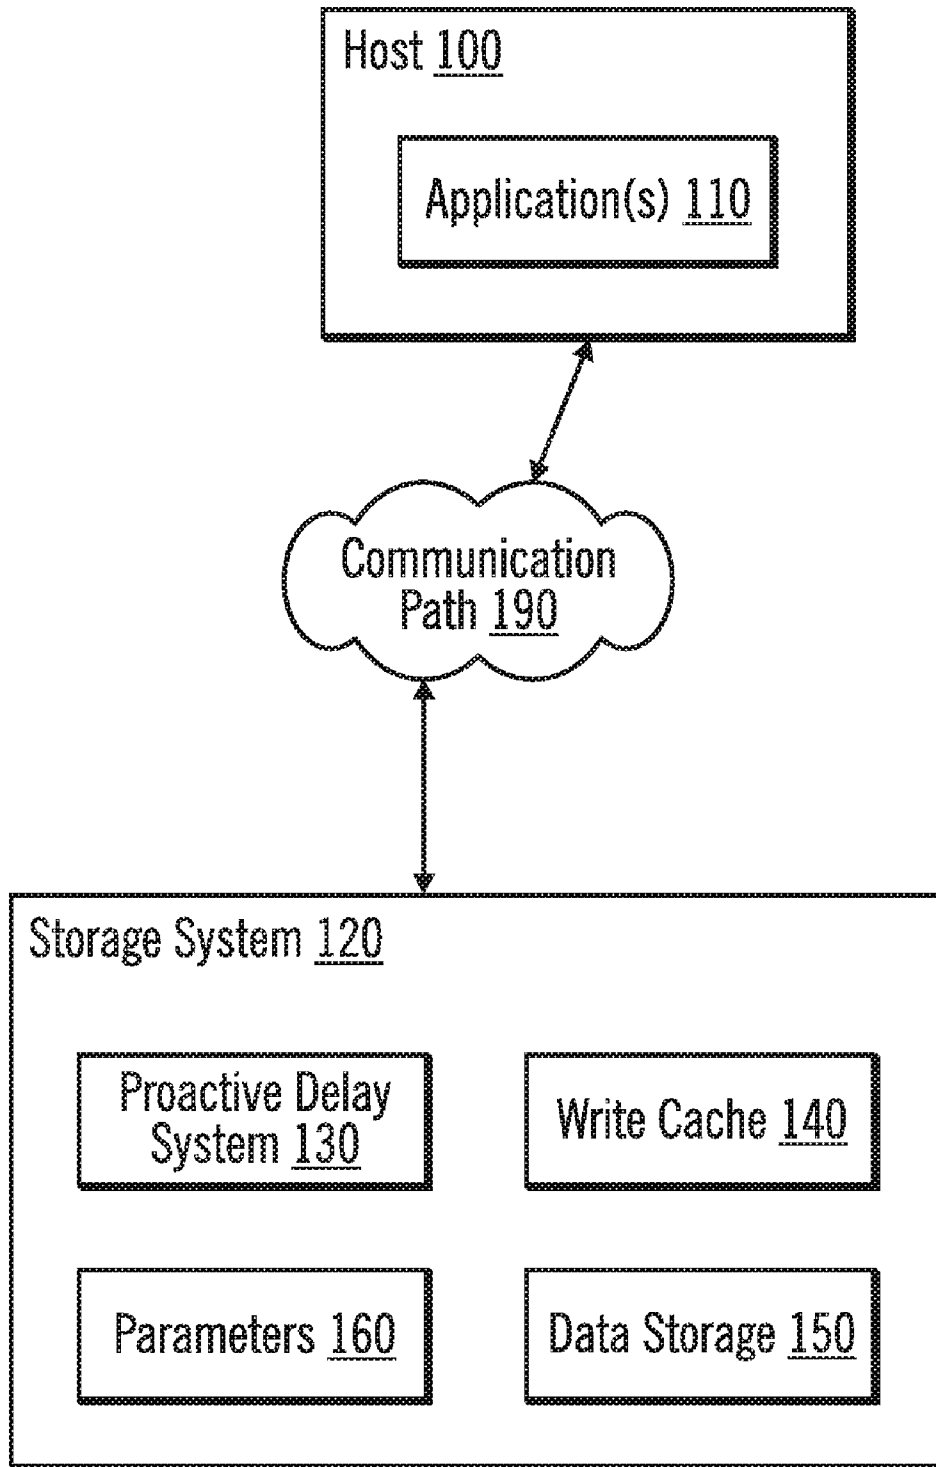 Host 100
Application(s) 110
Communication
Path 190
Storage System 120
Proactive Delay
System 130
Write Cache 140
Parameters 160
Data Storage 150